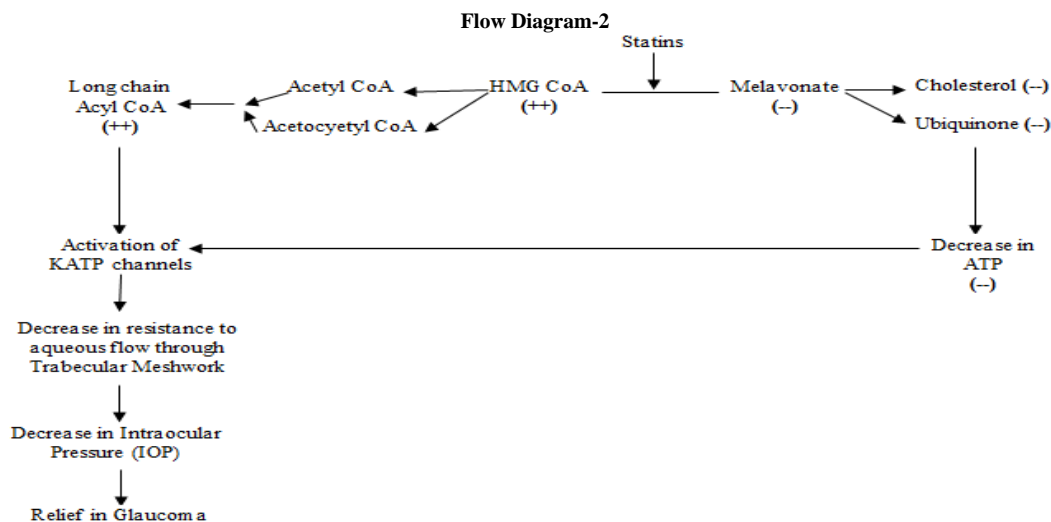 Flow Diagram-2
Statins
Long chain
Acyl CoA
(++)
Acetyl CoA
Acetocyetyl CoA
HMG CoA
(++)
Melavonate
(--)
Cholesterol (--)
Ubiquinone (--)
Activation of
KATP channels
Decrease in
ATP
(--)
Decrease in resistance to
aqueous flow through
Trabecular Meshwork
Decrease in Intraocular
Pressure (IOP)
Relief in Glaucoma